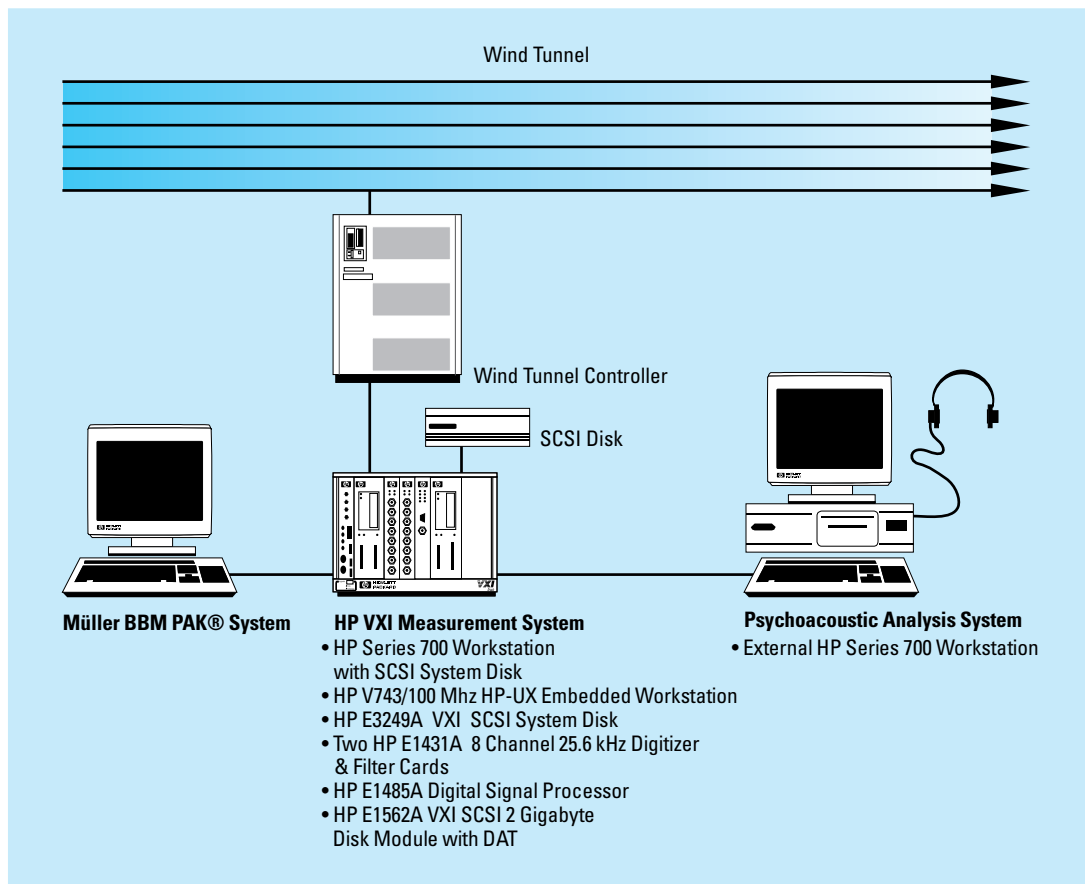 Wind Tunnel
Wind Tunnel Controller
SCSI Disk
HEWLETT
PACKARD
VXI
Müller BBM PAK® System
HP VXI Measurement System
• HP Series 700 Workstation
with SCSI System Disk
• HP V743/100 Mhz HP-UX Embedded Workstation
• HP E3249A VXI SCSI System Disk
• Two HP E1431A 8 Channel 25.6 kHz Digitizer
& Filter Cards
• HP E1485A Digital Signal Processor
• HP E1562A VXI SCSI 2 Gigabyte
Disk Module with DAT
Psychoacoustic Analysis System
• External HP Series 700 Workstation